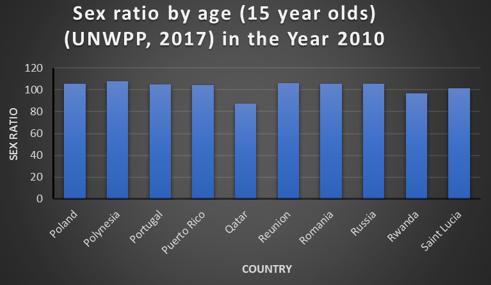 Sex ratio by age (15 year olds)
(UNWPP, 2017) in the Year 2010
120
100
80
60
40
20
0
SEX RATIO
Poland
Polynesia
Portugal
Puerto Rico
Qatar
Reunion
Romania
Russia
Rwanda
Saint Lucia
COUNTRY